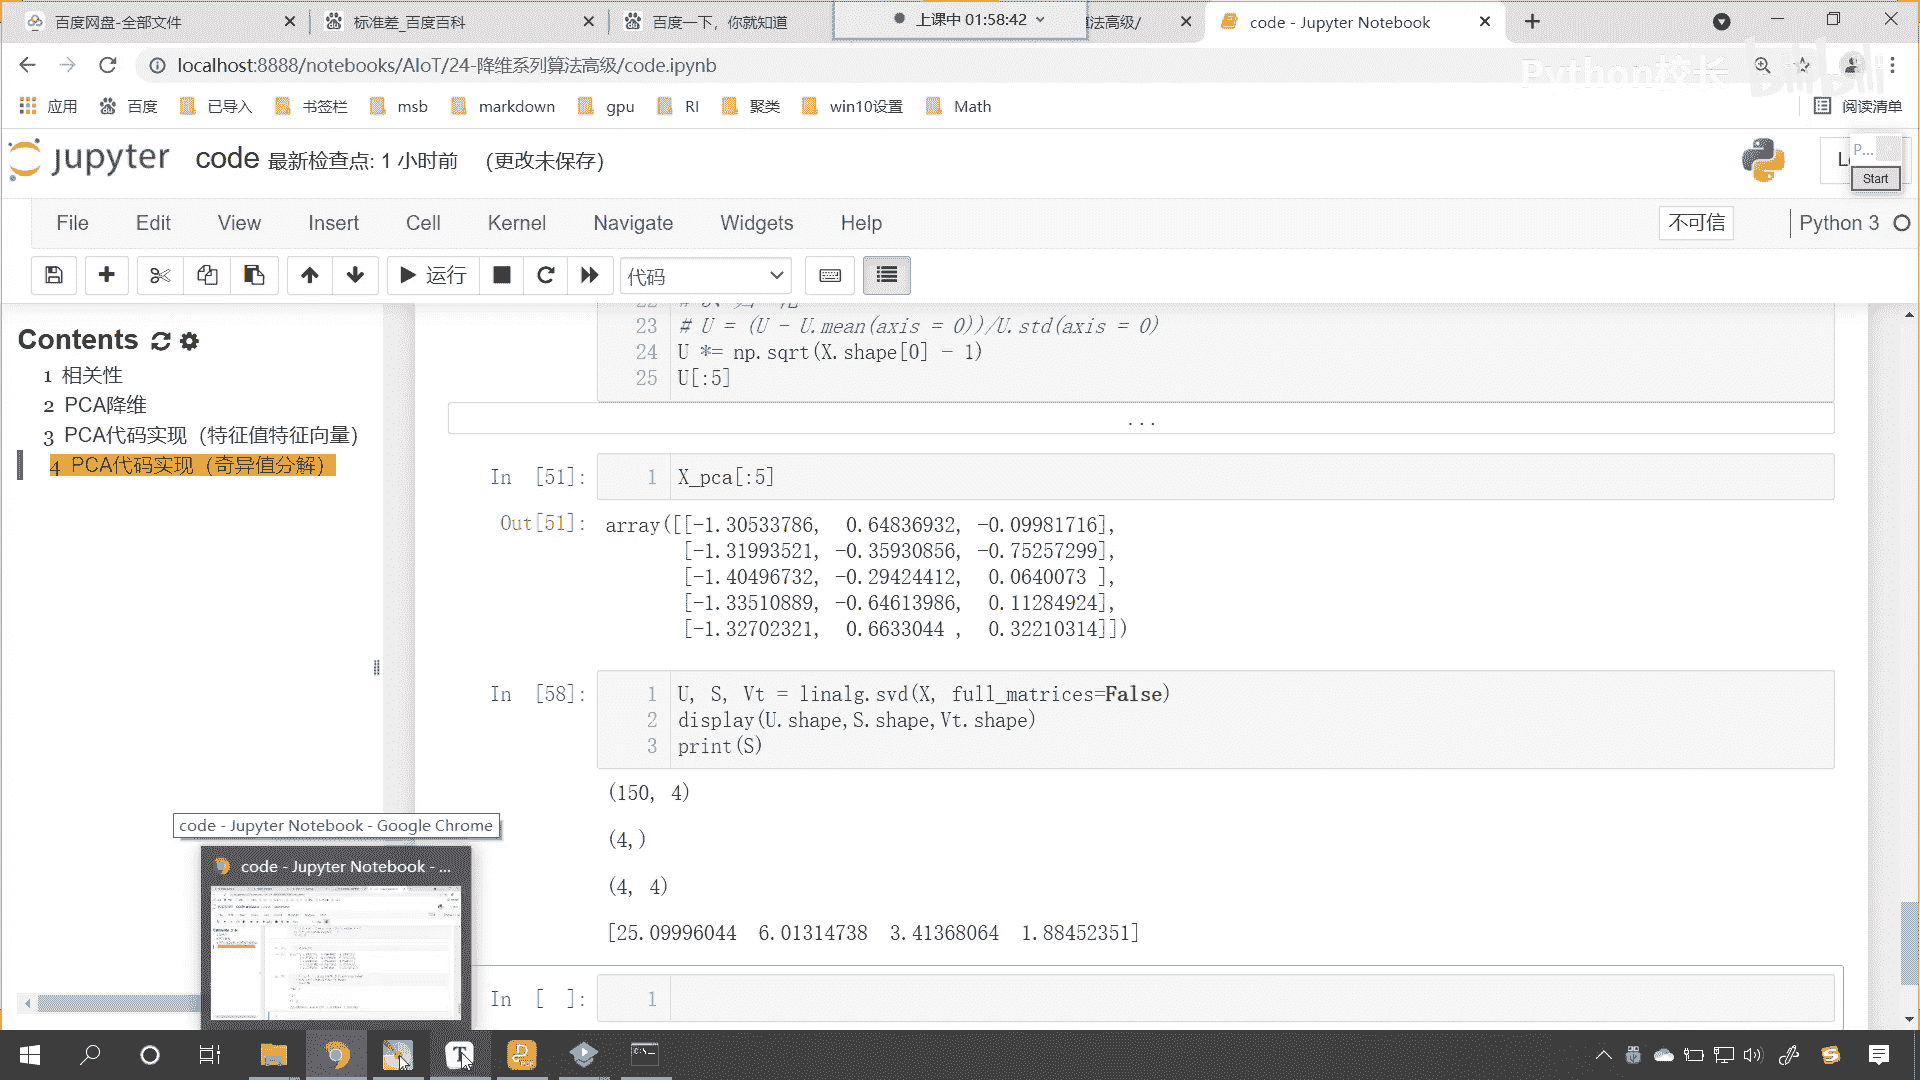 百度网盘-全部文件
标准差_百度百科
百度一下，你就知道
上课中 01:58:42
算法高级/
code - Jupyter Notebook
localhost:8888/notebooks/AIoT/24-降维系列算法高级/code.ipynb
Python校长
bilibili
应用 百度 已导入 书签栏 msb markdown gpu RI 聚类 win10设置 Math 阅读清单
jupyter code 最新检查点: 1 小时前 (更改未保存)
P...
Start
File Edit View Insert Cell Kernel Navigate Widgets Help 不可信 Python 3
运行 代码
Contents
1 相关性
2 PCA降维
3 PCA代码实现（特征值特征向量）
4 PCA代码实现（奇异值分解）
23 # U = (U - U.mean(axis = 0))/U.std(axis = 0)
24 U *= np.sqrt(X.shape[0] - 1)
25 U[:5]
...
In [51]: 1 X_pca[:5]
Out[51]: array([[-1.30533786, 0.64836932, -0.09981716],
[-1.31993521, -0.35930856, -0.75257299],
[-1.40496732, -0.29424412, 0.0640073 ],
[-1.33510889, -0.64613986, 0.11284924],
[-1.32702321, 0.6633044 , 0.32210314]])
In [58]: 1 U, S, Vt = linalg.svd(X, full_matrices=False)
2 display(U.shape,S.shape,Vt.shape)
3 print(S)
(150, 4)
(4,)
(4, 4)
[25.09996044 6.01314738 3.41368064 1.88452351]
In [ ]: 1
code - Jupyter Notebook - Google Chrome
code - Jupyter Notebook - ...